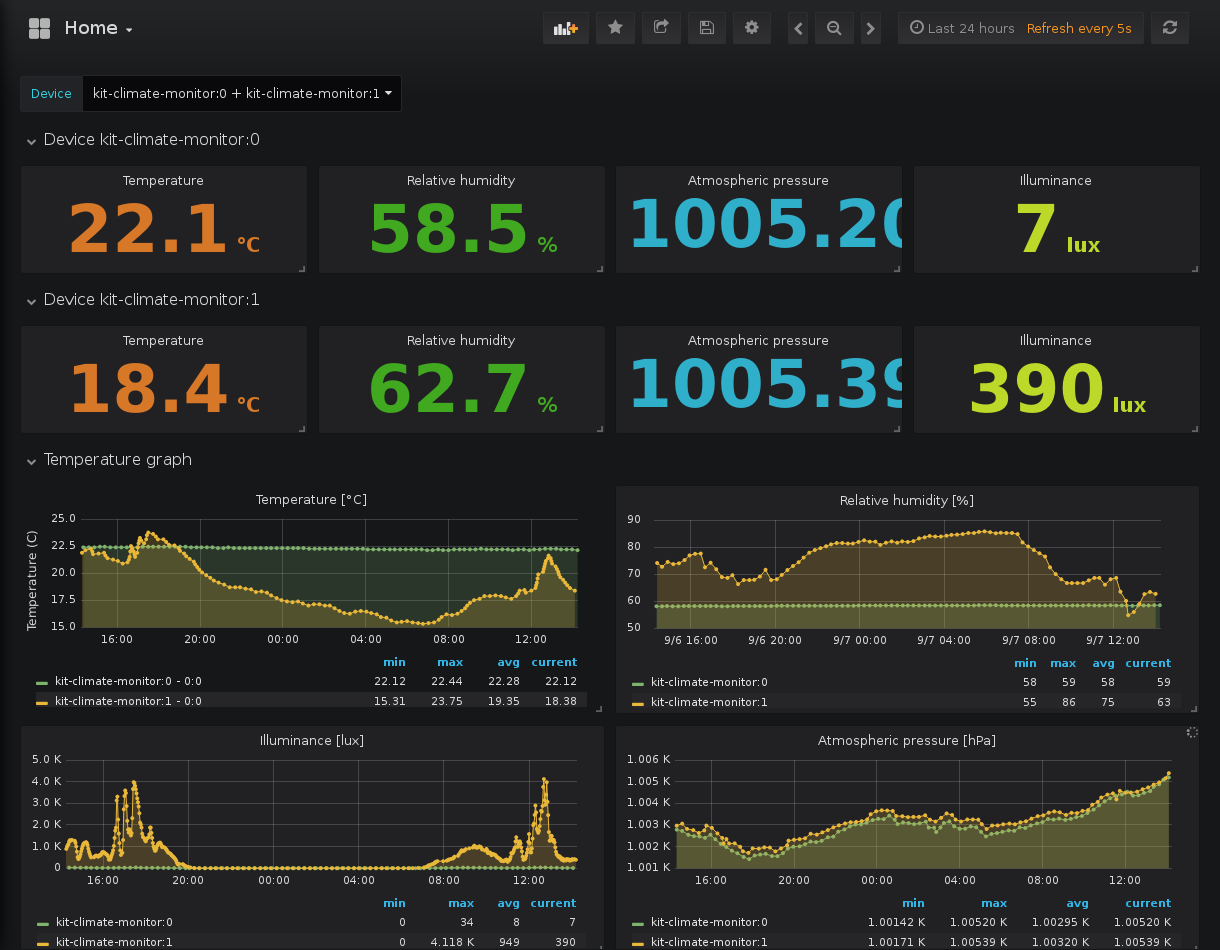 Home
Last 24 hours Refresh every 5s
Device kit-climate-monitor:0 + kit-climate-monitor:1
Device kit-climate-monitor:0
Temperature Relative humidity Atmospheric pressure Illuminance
22.1 °C 58.5 % 1005.20 7 lux
Device kit-climate-monitor:1
Temperature Relative humidity Atmospheric pressure Illuminance
18.4 °C 62.7 % 1005.39 390 lux
Temperature graph
Temperature [°C]
Temperature (C)
25.0
22.5
20.0
17.5
15.0
16:00 20:00 00:00 04:00 08:00 12:00
min max avg current
kit-climate-monitor:0 - 0:0 22.12 22.44 22.28 22.12
kit-climate-monitor:1 - 0:0 15.31 23.75 19.35 18.38
Relative humidity [%]
90
80
70
60
50
9/6 16:00 9/6 20:00 9/7 00:00 9/7 04:00 9/7 08:00 9/7 12:00
min max avg current
kit-climate-monitor:0 58 59 58 59
kit-climate-monitor:1 55 86 75 63
Illuminance [lux]
5.0 K
4.0 K
3.0 K
2.0 K
1.0 K
0
16:00 20:00 00:00 04:00 08:00 12:00
min max avg current
kit-climate-monitor:0 0 34 8 7
kit-climate-monitor:1 0 4.118 K 949 390
Atmospheric pressure [hPa]
1.006 K
1.005 K
1.004 K
1.003 K
1.002 K
1.001 K
16:00 20:00 00:00 04:00 08:00 12:00
min max avg current
kit-climate-monitor:0 1.00142 K 1.00520 K 1.00295 K 1.00520 K
kit-climate-monitor:1 1.00171 K 1.00539 K 1.00320 K 1.00539 K